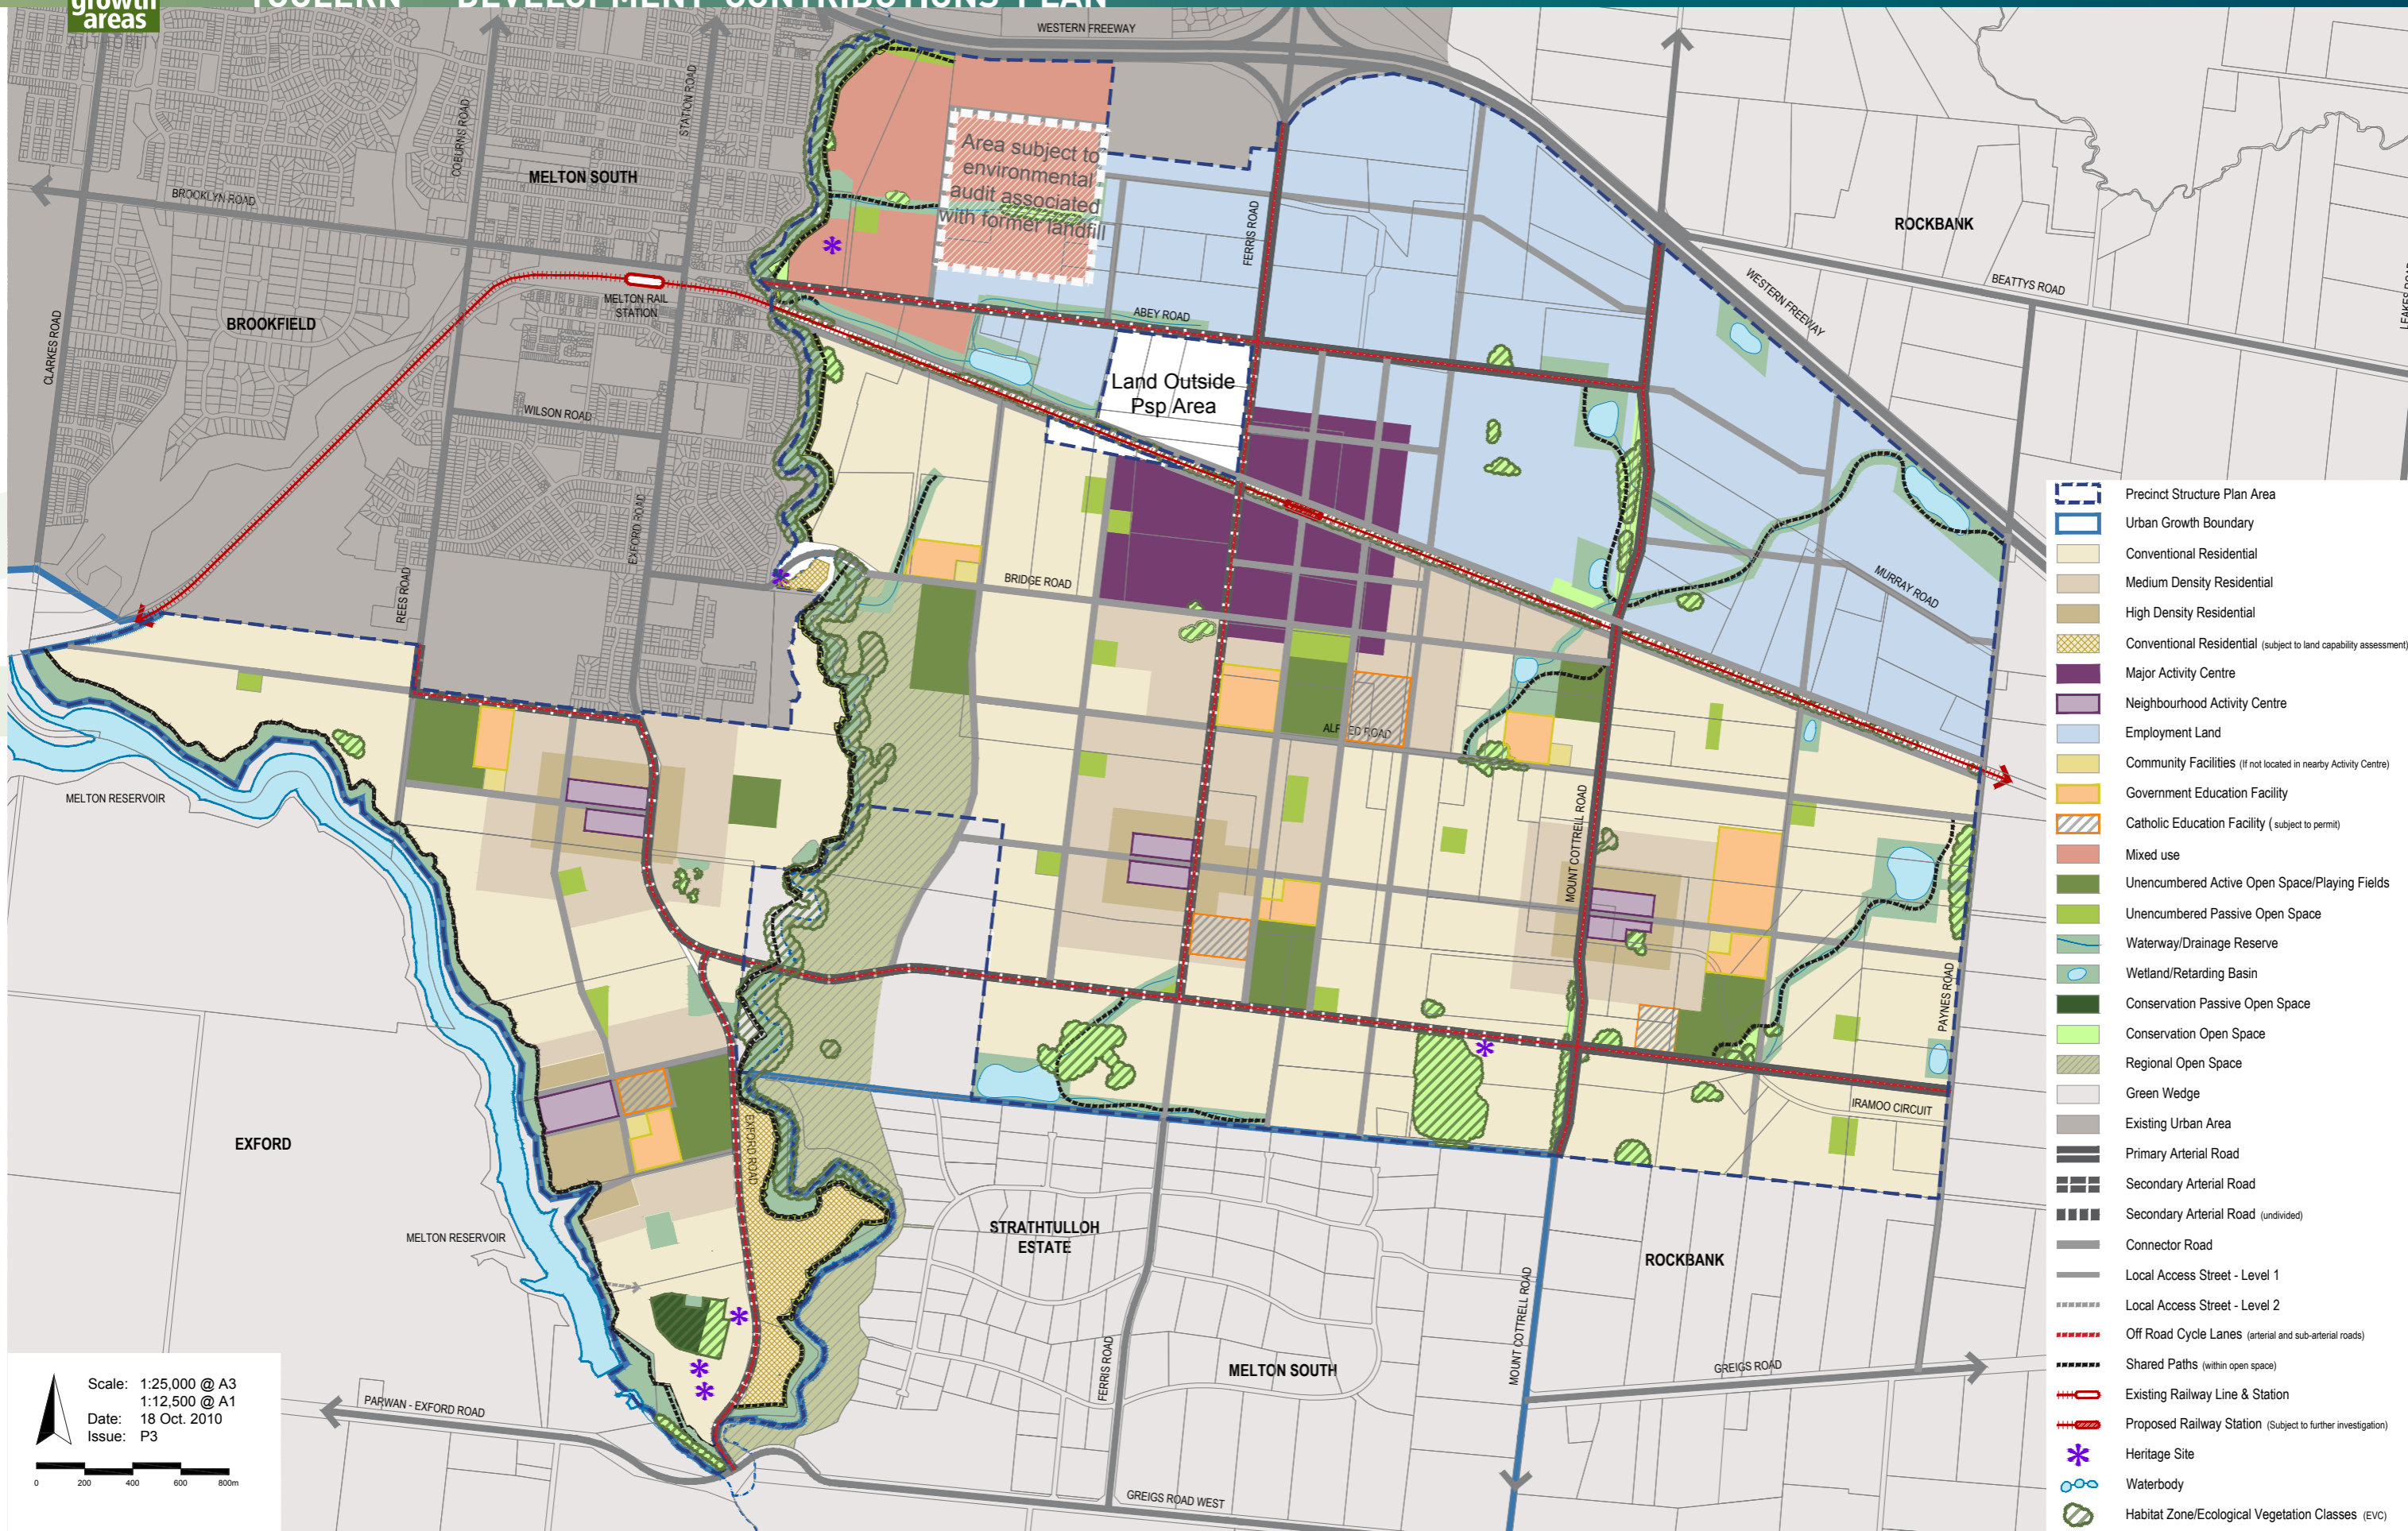 growth
areas
AUTHORITY
TOOLERN - DEVELOPMENT CONTRIBUTIONS PLAN
WESTERN FREEWAY
COBURNS ROAD
STATION ROAD
MELTON SOUTH
BROOKLYN ROAD
Area subject to
environmental
audit associated
with former landfill
FERRIS ROAD
ROCKBANK
BEATTYS ROAD
LEAKES ROAD
WESTERN FREEWAY
MELTON RAIL
STATION
ABEY ROAD
BROOKFIELD
CLARKES ROAD
Land Outside
Psp Area
WILSON ROAD
EXFORD ROAD
REES ROAD
BRIDGE ROAD
MURRAY ROAD
ALFRED ROAD
MELTON RESERVOIR
MOUNT COTTRELL ROAD
PAYNES ROAD
IRAMOO CIRCUIT
EXFORD
EXFORD ROAD
MELTON RESERVOIR
STRATHTULLOH
ESTATE
ROCKBANK
MOUNT COTTRELL ROAD
FERRIS ROAD
MELTON SOUTH
GREIGS ROAD
PARWAN - EXFORD ROAD
GREIGS ROAD WEST
Scale: 1:25,000 @ A3
1:12,500 @ A1
Date: 18 Oct. 2010
Issue: P3
0 200 400 600 800m
Precinct Structure Plan Area
Urban Growth Boundary
Conventional Residential
Medium Density Residential
High Density Residential
Conventional Residential (subject to land capability assessment)
Major Activity Centre
Neighbourhood Activity Centre
Employment Land
Community Facilities (If not located in nearby Activity Centre)
Government Education Facility
Catholic Education Facility ( subject to permit)
Mixed use
Unencumbered Active Open Space/Playing Fields
Unencumbered Passive Open Space
Waterway/Drainage Reserve
Wetland/Retarding Basin
Conservation Passive Open Space
Conservation Open Space
Regional Open Space
Green Wedge
Existing Urban Area
Primary Arterial Road
Secondary Arterial Road
Secondary Arterial Road (undivided)
Connector Road
Local Access Street - Level 1
Local Access Street - Level 2
Off Road Cycle Lanes (arterial and sub-arterial roads)
Shared Paths (within open space)
Existing Railway Line & Station
Proposed Railway Station (Subject to further investigation)
Heritage Site
Waterbody
Habitat Zone/Ecological Vegetation Classes (EVC)